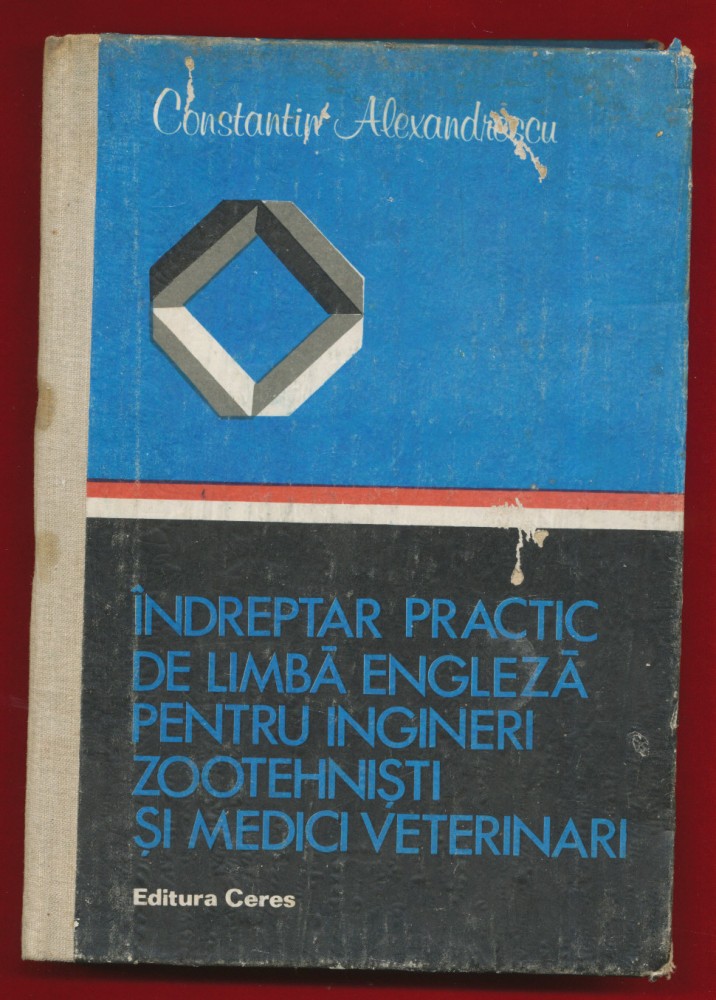 Constantin Alexandrescu
ÎNDREPTAR PRACTIC
DE LIMBĂ ENGLEZĂ
PENTRU INGINERI
ZOOTEHNIȘTI
ȘI MEDICI VETERINARI
Editura Ceres